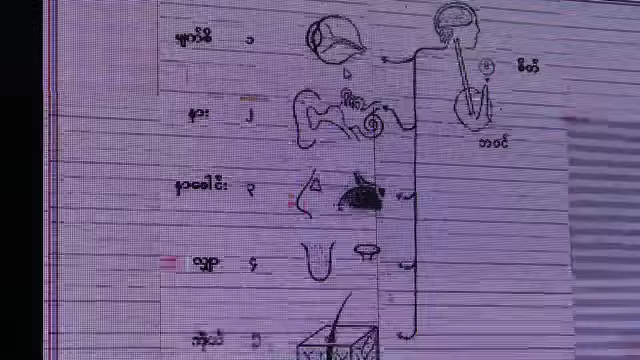 မျက်စိ ၁
စိတ်
နား ၂
ဘဝင်
နှာခေါင်း ၃
လျှာ ၄
ကိုယ် ၅